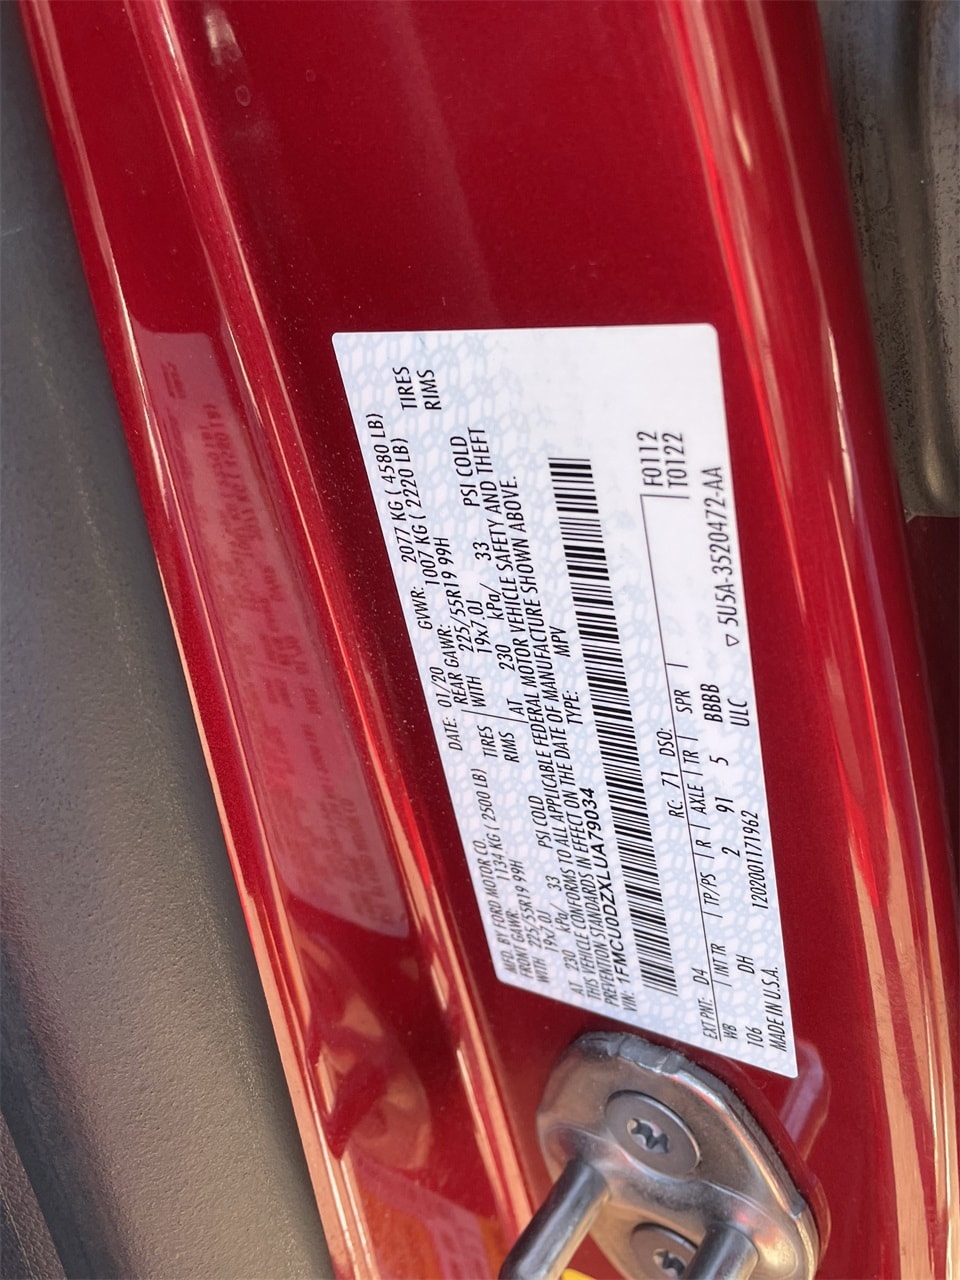 MFD. BY FORD MOTOR CO. DATE: 01/20 GVWR: 2077 KG ( 4580 LB)
FRONT GAWR: 1134 KG ( 2500 LB) REAR GAWR: 1007 KG ( 2220 LB)
WITH 225/55R19 99H TIRES WITH 225/55R19 99H TIRES
19x7.0J RIMS 19x7.0J RIMS
AT 230 kPa/ 33 PSI COLD AT 230 kPa/ 33 PSI COLD
THIS VEHICLE CONFORMS TO ALL APPLICABLE FEDERAL MOTOR VEHICLE SAFETY AND THEFT
PREVENTION STANDARDS IN EFFECT ON THE DATE OF MANUFACTURE SHOWN ABOVE.
VIN: 1FMCU0DZXLUA79034 TYPE: MPV
F0112
EXT PNT: D4 RC: 71 DSO: T0122
WB INT TR TP/PS R AXLE TR SPR
106 DH 2 91 5 BBBB
MADE IN U.S.A. 120200117196​2 ULC ▽ 5U5A-3520472-AA